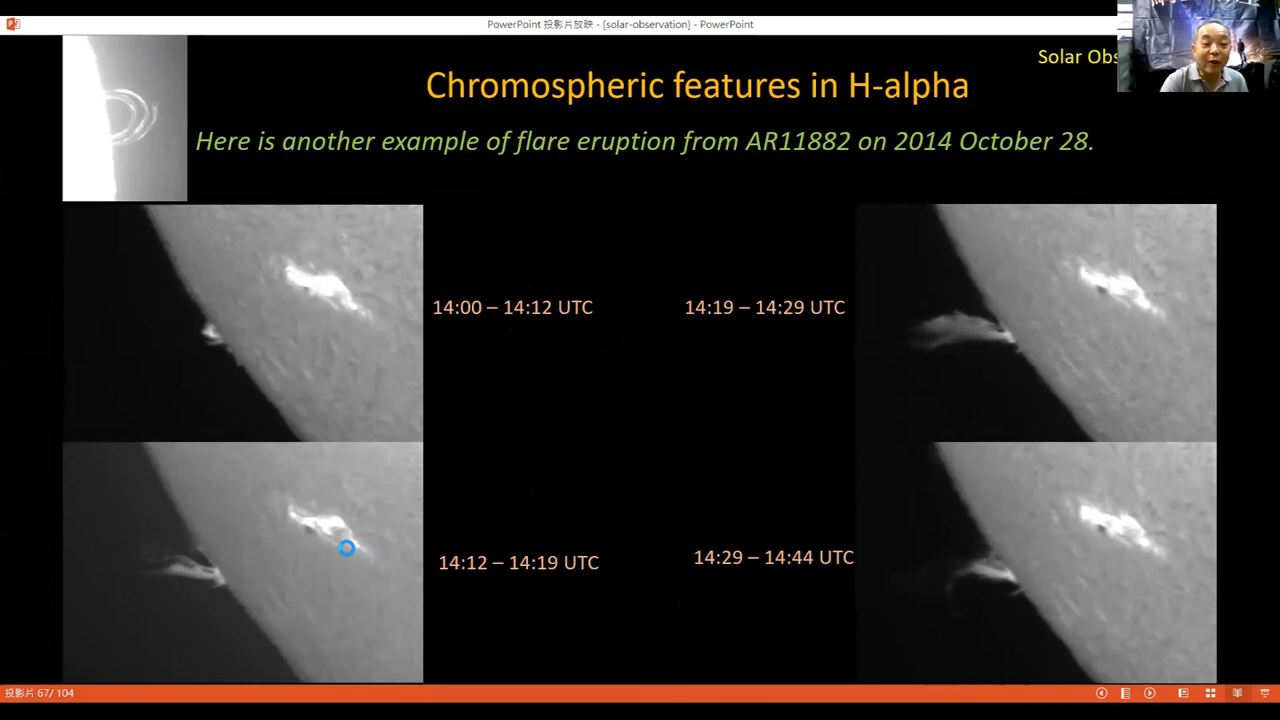 PowerPoint 投影片放映 - [solar-observation] - PowerPoint
Solar Obs
Chromospheric features in H-alpha
Here is another example of flare eruption from AR11882 on 2014 October 28.
14:00 – 14:12 UTC
14:19 – 14:29 UTC
14:12 – 14:19 UTC
14:29 – 14:44 UTC
投影片 67/ 104